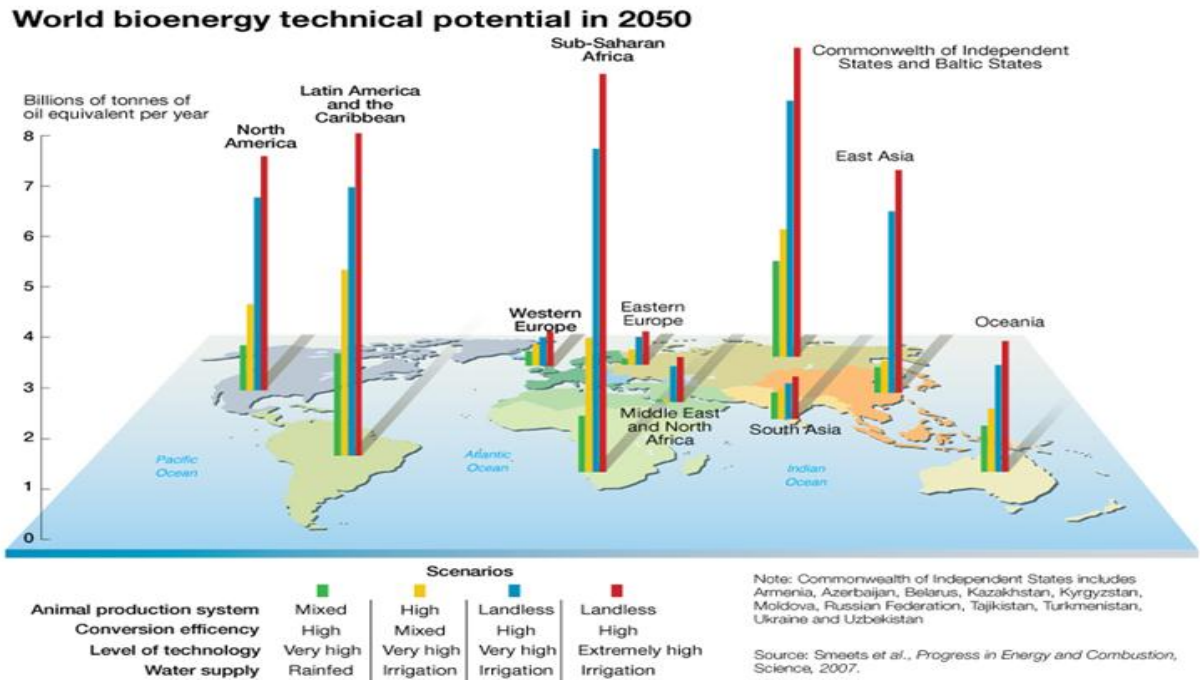 World bioenergy technical potential in 2050
Sub-Saharan
Africa
Commonwelth of Independent
States and Baltic States
Billions of tonnes of
oil equivalent per year
Latin America
and the
Caribbean
North
America
East Asia
8
7
6
5
4
3
2
1
0
Western
Europe
Eastern
Europe
Oceania
Middle East
and North
Africa
South Asia
Pacific
Ocean
Atlantic
Ocean
Indian
Ocean
Scenarios
Animal production system Mixed High Landless Landless
Conversion efficency High Mixed High High
Level of technology Very high Very high Very high Extremely high
Water supply Rainfed Irrigation Irrigation Irrigation
Note: Commonwealth of Independent States includes
Armenia, Azerbaijan, Belarus, Kazakhstan, Kyrgyzstan,
Moldova, Russian Federation, Tajikistan, Turkmenistan,
Ukraine and Uzbekistan
Source: Smeets et al., Progress in Energy and Combustion,
Science, 2007.